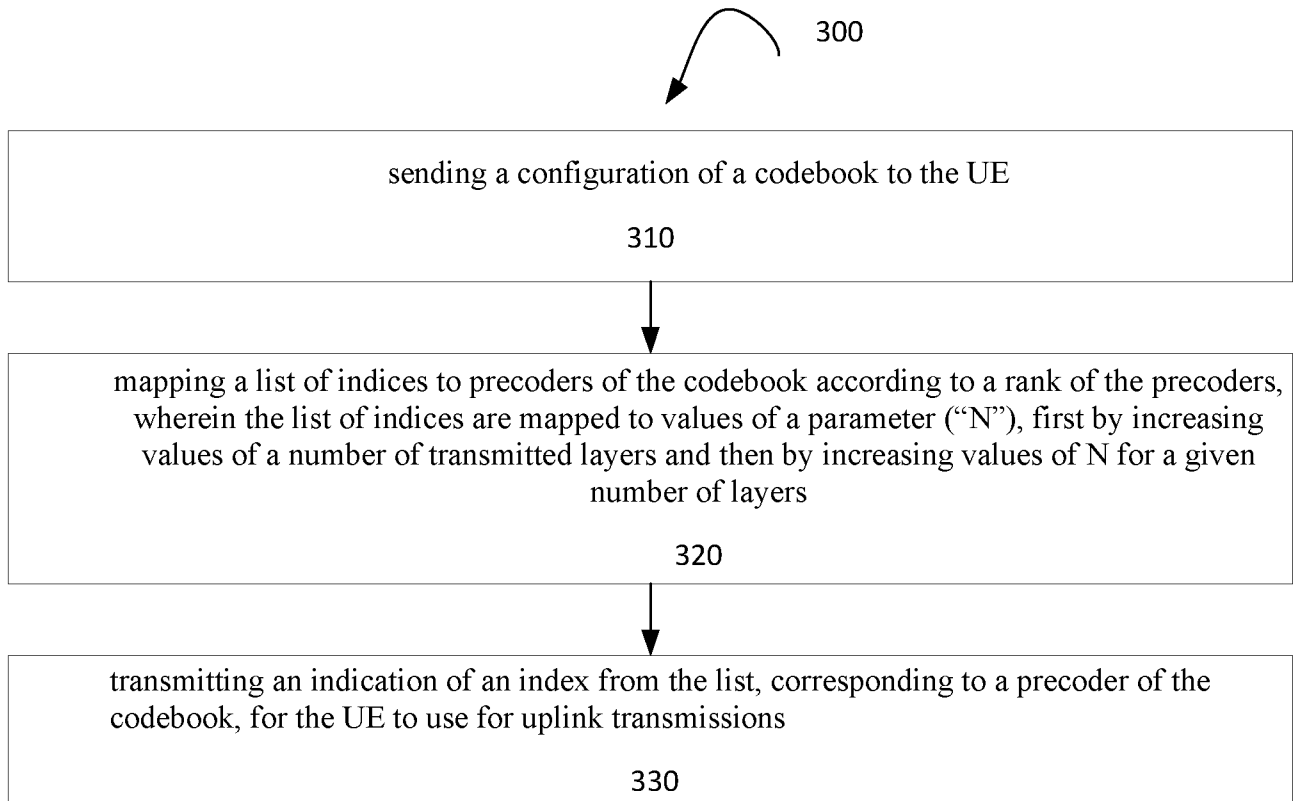 300
sending a configuration of a codebook to the UE
310
mapping a list of indices to precoders of the codebook according to a rank of the precoders,
wherein the list of indices are mapped to values of a parameter (“N”), first by increasing
values of a number of transmitted layers and then by increasing values of N for a given
number of layers
320
transmitting an indication of an index from the list, corresponding to a precoder of the
codebook, for the UE to use for uplink transmissions
330